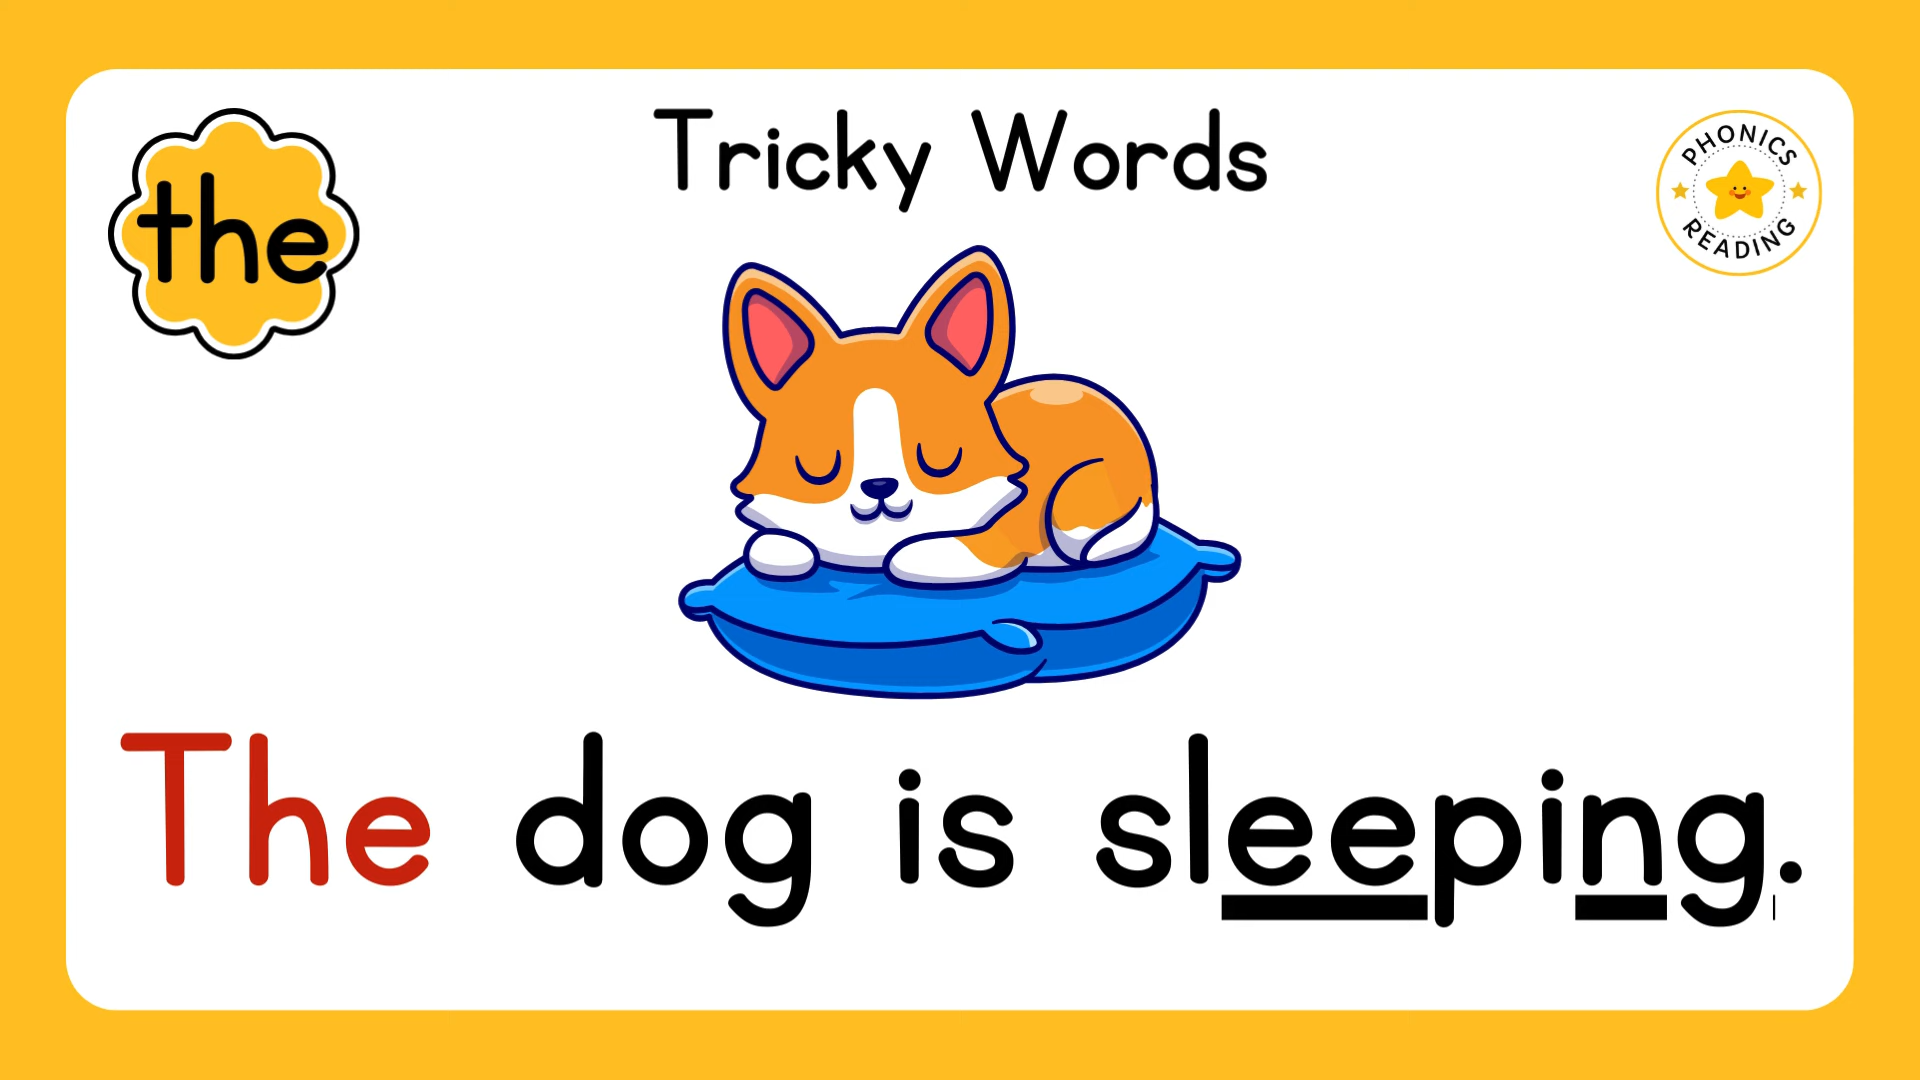 the
Tricky Words
PHONICS
READING
The dog is sleeping.